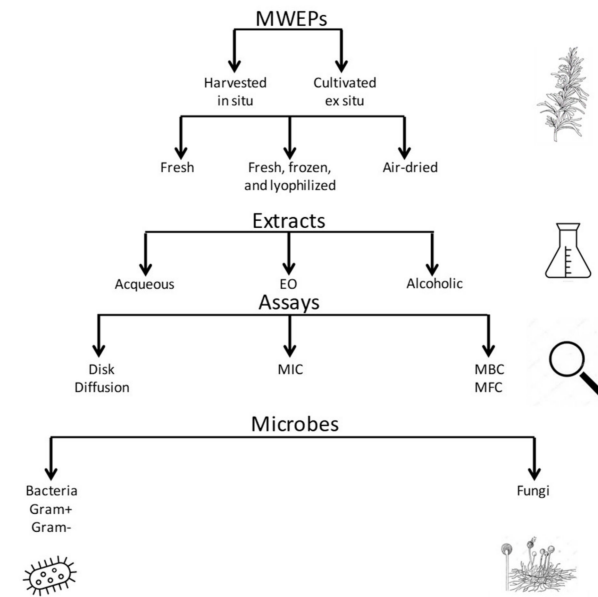 MWEPs
Harvested
in situ
Cultivated
ex situ
Fresh
Fresh, frozen,
and lyophilized
Air-dried
Extracts
Acqueous
EO
Alcoholic
Assays
Disk
Diffusion
MIC
MBC
MFC
Microbes
Bacteria
Gram+
Gram-
Fungi